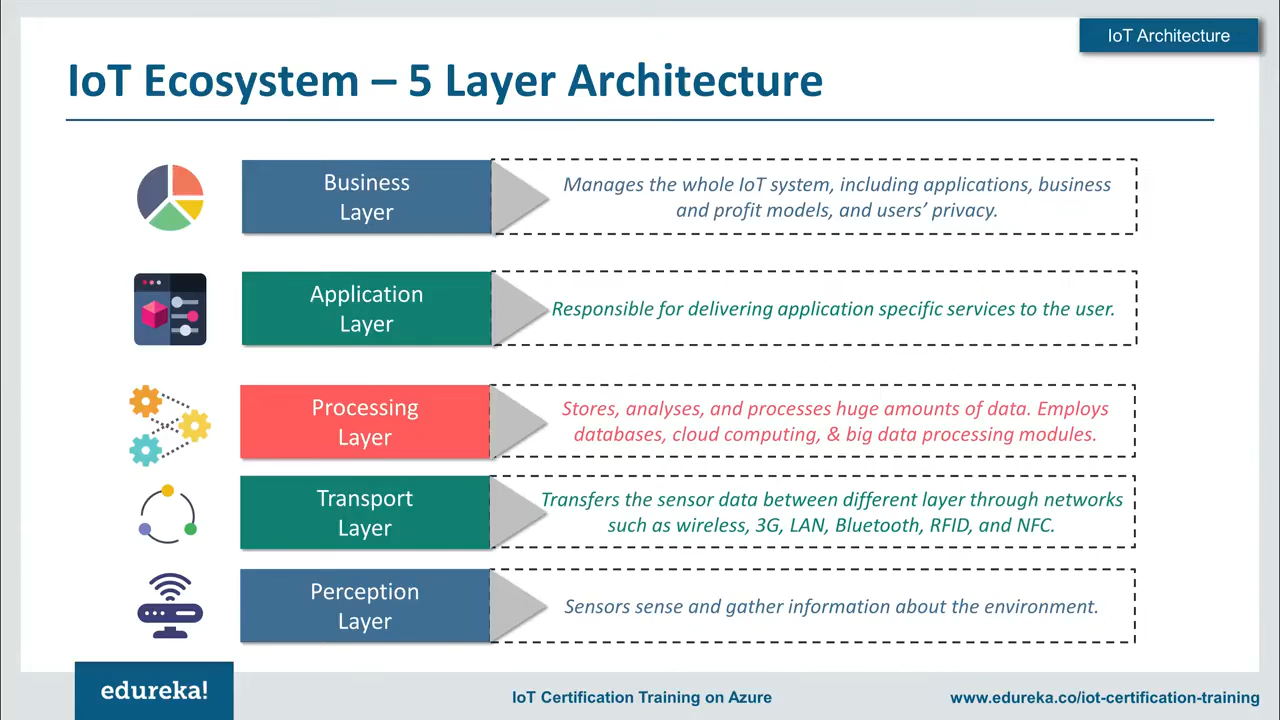 IoT Architecture
IoT Ecosystem – 5 Layer Architecture
Business
Layer
Manages the whole IoT system, including applications, business
and profit models, and users’ privacy.
Application
Layer
Responsible for delivering application specific services to the user.
Processing
Layer
Stores, analyses, and processes huge amounts of data. Employs
databases, cloud computing, & big data processing modules.
Transport
Layer
Transfers the sensor data between different layer through networks
such as wireless, 3G, LAN, Bluetooth, RFID, and NFC.
Perception
Layer
Sensors sense and gather information about the environment.
edureka!
IoT Certification Training on Azure
www.edureka.co/iot-certification-training